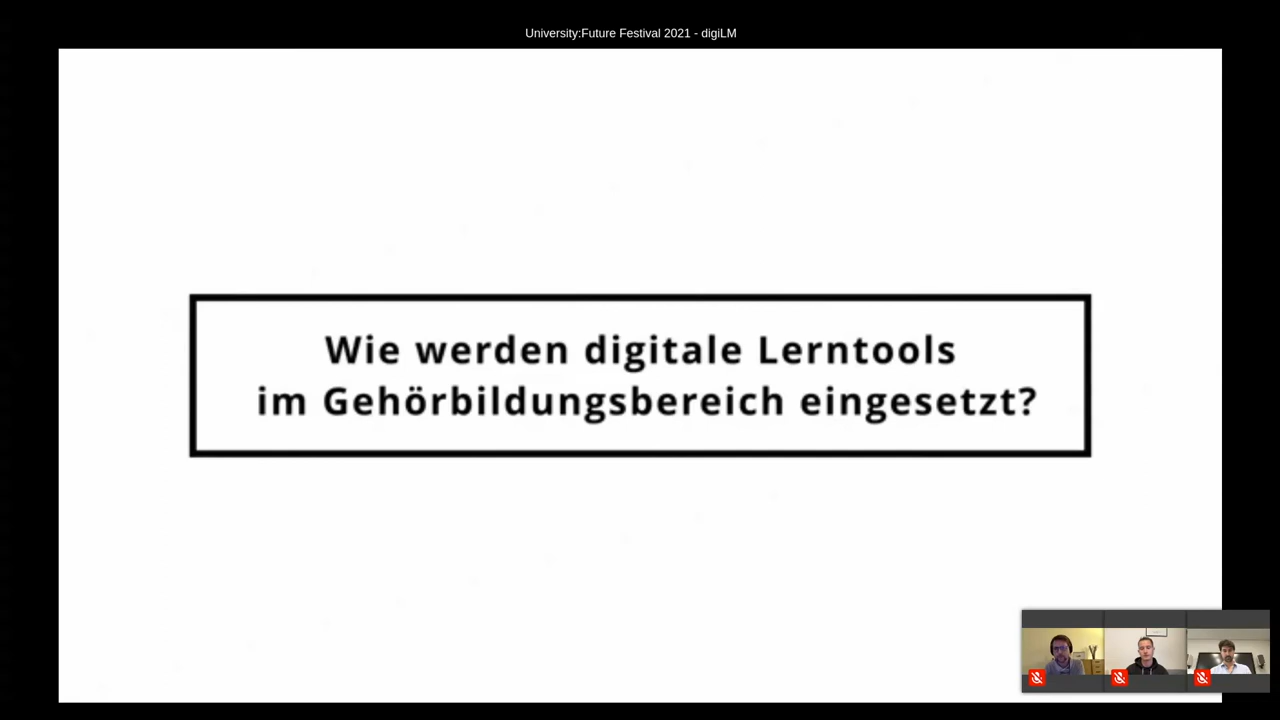 University:Future Festival 2021 - digiLM
Wie werden digitale Lerntools
im Gehörbildungsbereich eingesetzt?